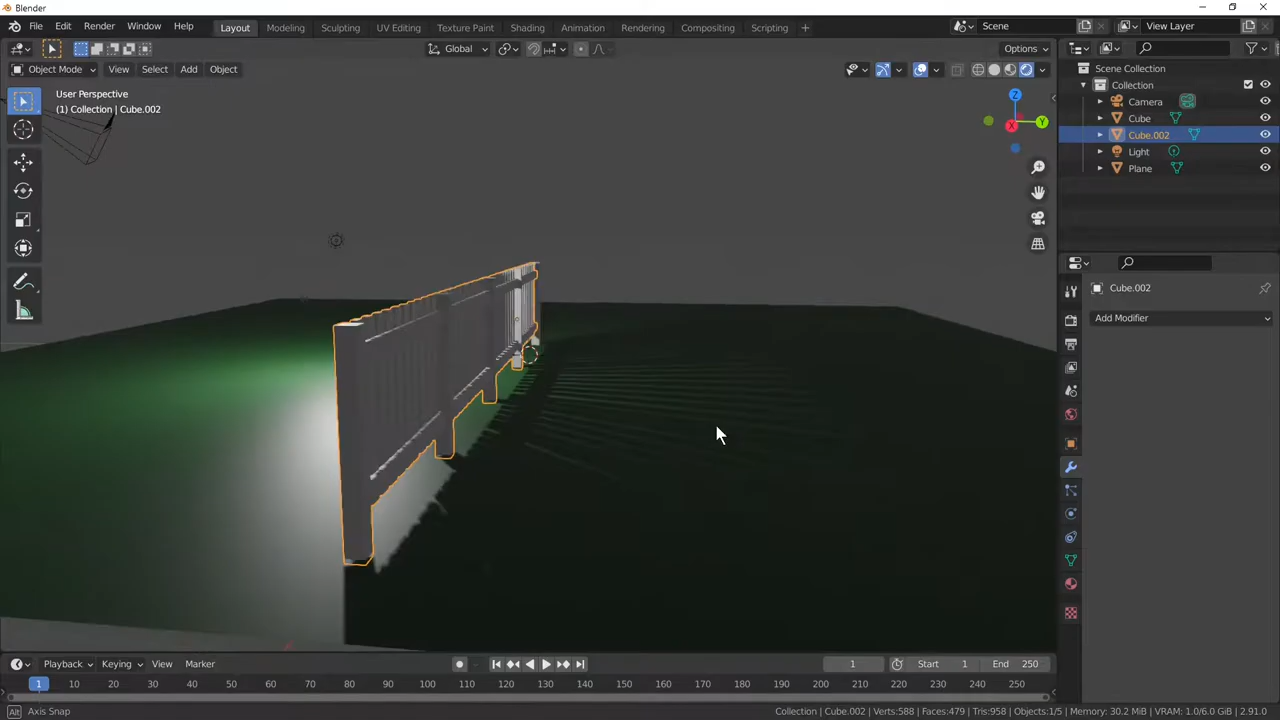 Blender
File Edit Render Window Help Layout Modeling Sculpting UV Editing Texture Paint Shading Animation Rendering Compositing Scripting + Scene View Layer
Global Options
Object Mode View Select Add Object
User Perspective
(1) Collection | Cube.002
Z
X Y
Scene Collection
Collection
Camera
Cube
Cube.002
Light
Plane
Cube.002
Add Modifier
Playback Keying View Marker 1 Start 1 End 250
1 10 20 30 40 50 60 70 80 90 100 110 120 130 140 150 160 170 180 190 200 210 220 230 240 250
Alt Axis Snap Collection | Cube.002 | Verts:588 | Faces:479 | Tris:958 | Objects:1/5 | Memory: 30.2 MiB | VRAM: 1.0/6.0 GiB | 2.91.0